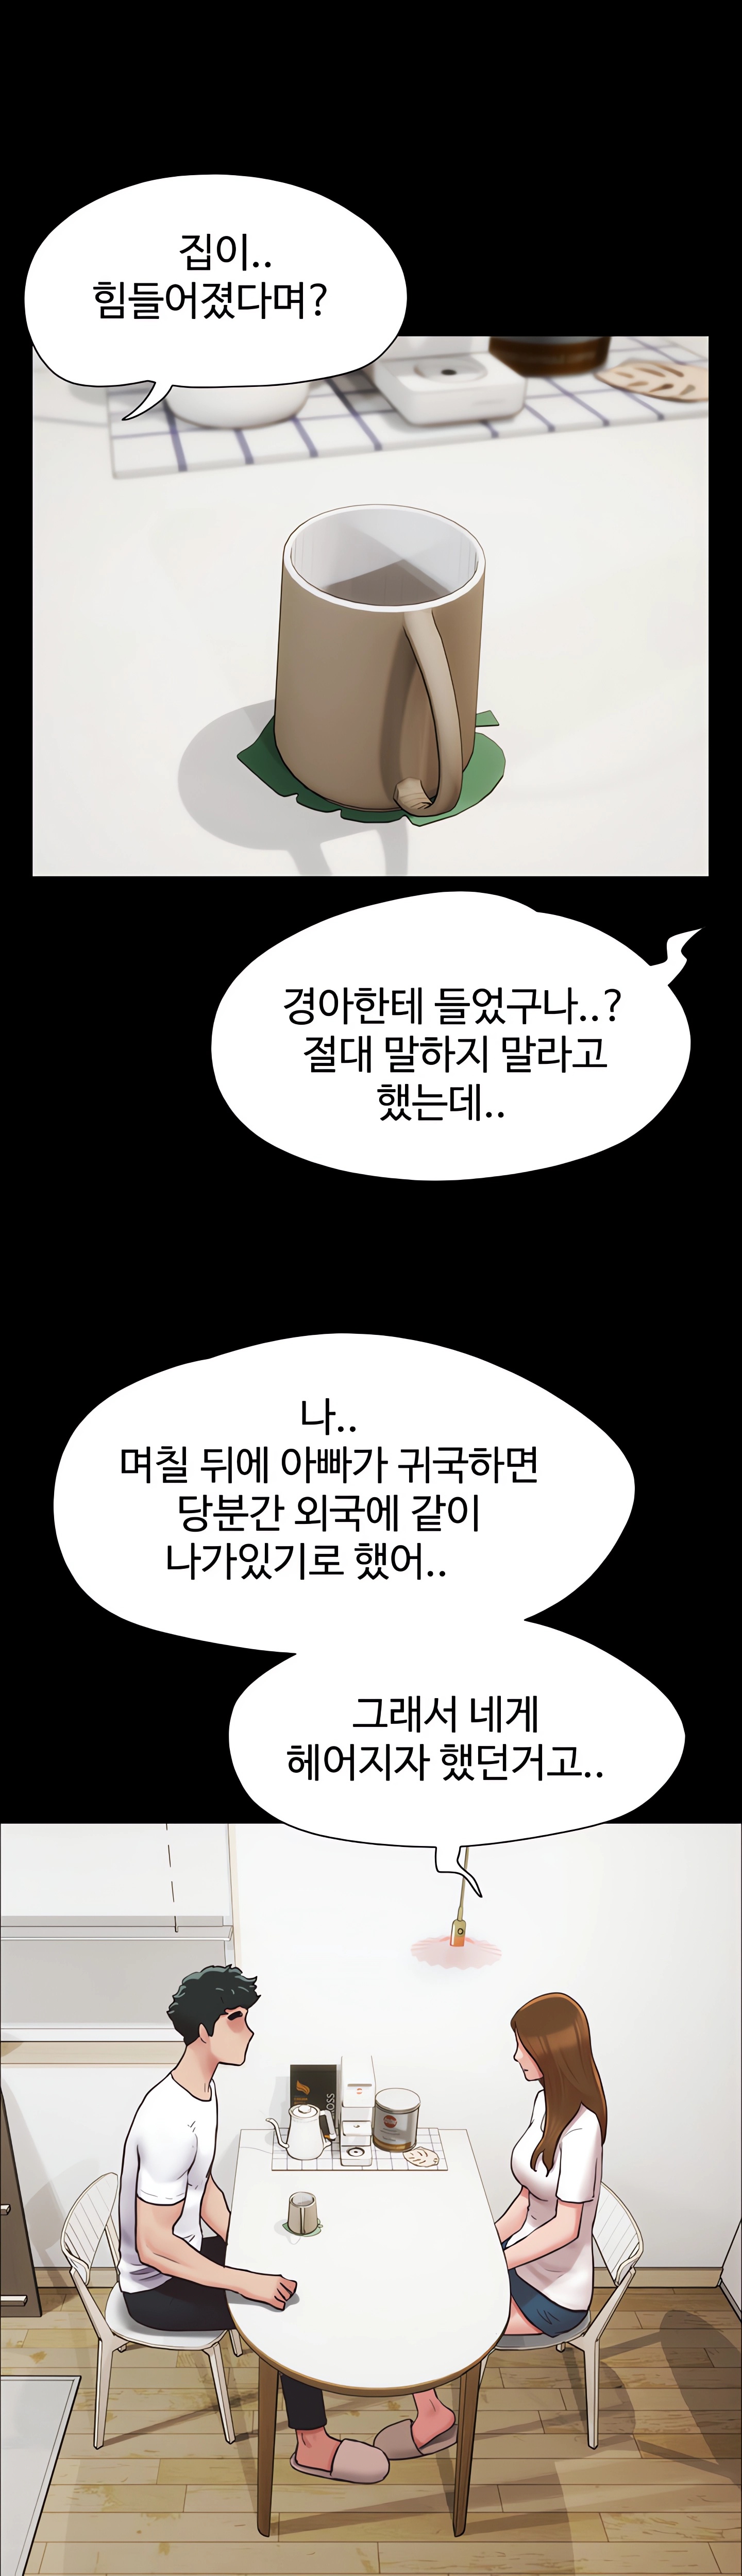 집이..
힘들어졌다며?
경아한테 들었구나..?
절대 말하지 말라고
했는데..
나..
며칠 뒤에 아빠가 귀국하면
당분간 외국에 같이
나가있기로 했어..
그래서 네게
헤어지자 했던거고..